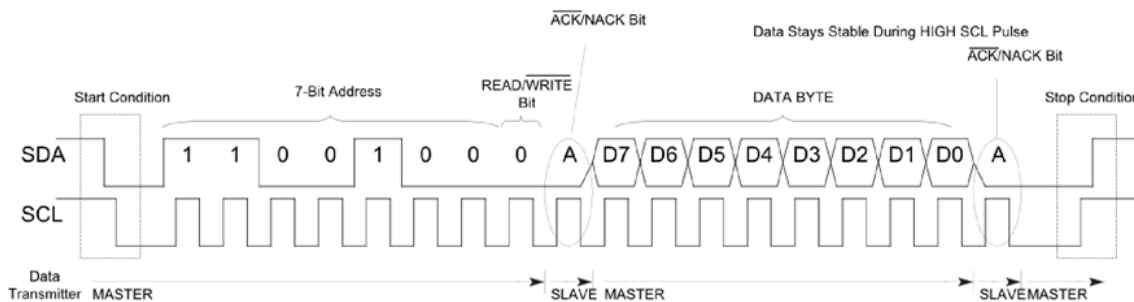 ACK/NACK Bit
Data Stays Stable During HIGH SCL Pulse
ACK/NACK Bit
Start Condition
7-Bit Address
READ/WRITE
Bit
DATA BYTE
Stop Condition
SDA 1 1 0 0 1 0 0 0 A D7 D6 D5 D4 D3 D2 D1 D0 A
SCL
Data
Transmitter MASTER SLAVE MASTER SLAVE MASTER